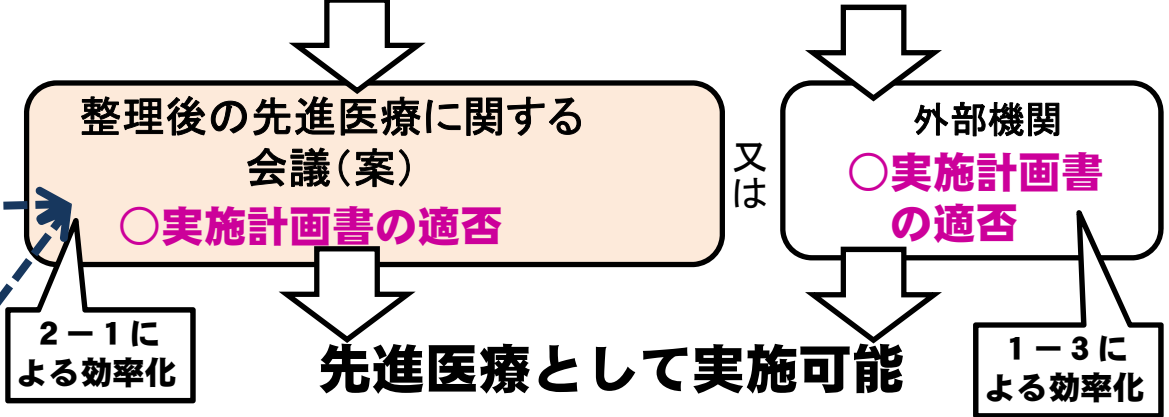 整理後の先進医療に関する
会議(案)
○実施計画書の適否
又
は
外部機関
○実施計画書
の適否
2-1に
よる効率化
先進医療として実施可能
1-3に
よる効率化